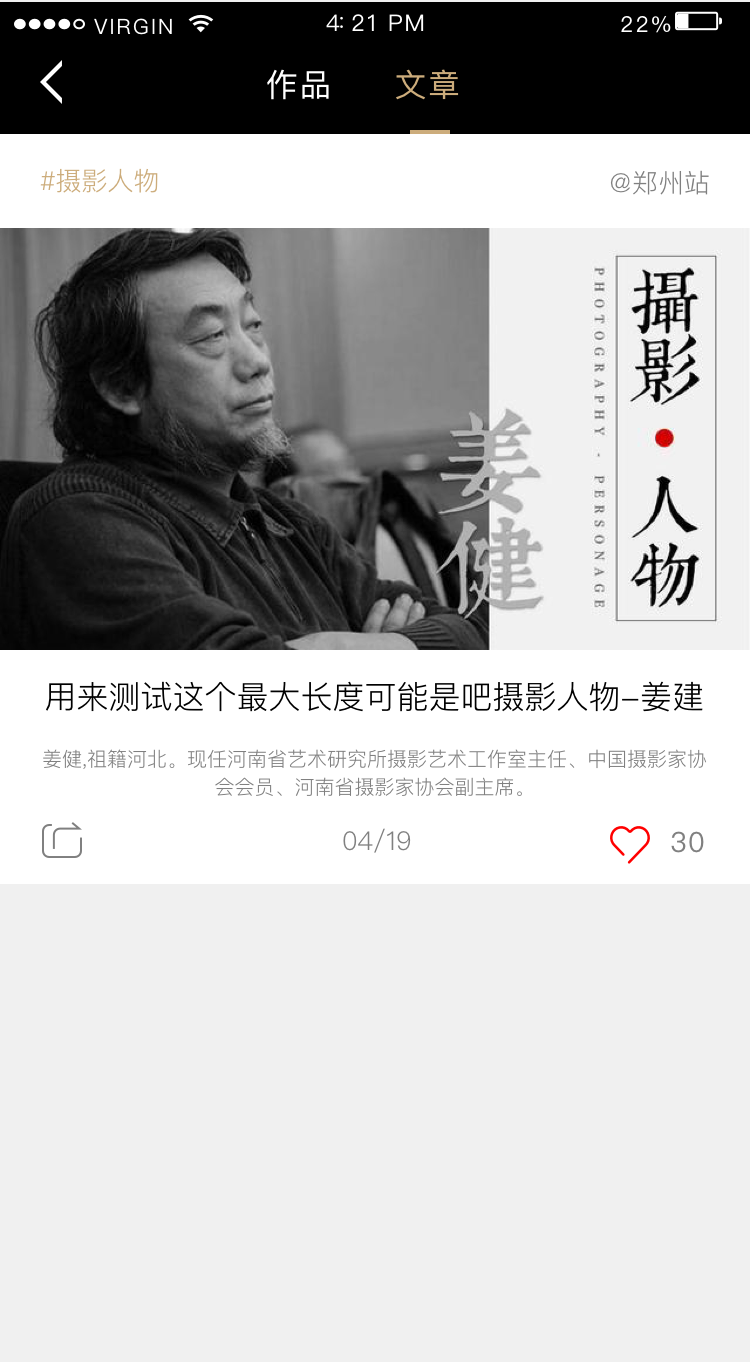 VIRGIN
4: 21 PM
22%
作品
文章
#摄影人物
@郑州站
姜健
PHOTOGRAPHY - PERSONAGE
攝影·人物
用来测试这个最大长度可能是吧摄影人物–姜建
姜健,祖籍河北。现任河南省艺术研究所摄影艺术工作室主任、中国摄影家协
会会员、河南省摄影家协会副主席。
04/19
30